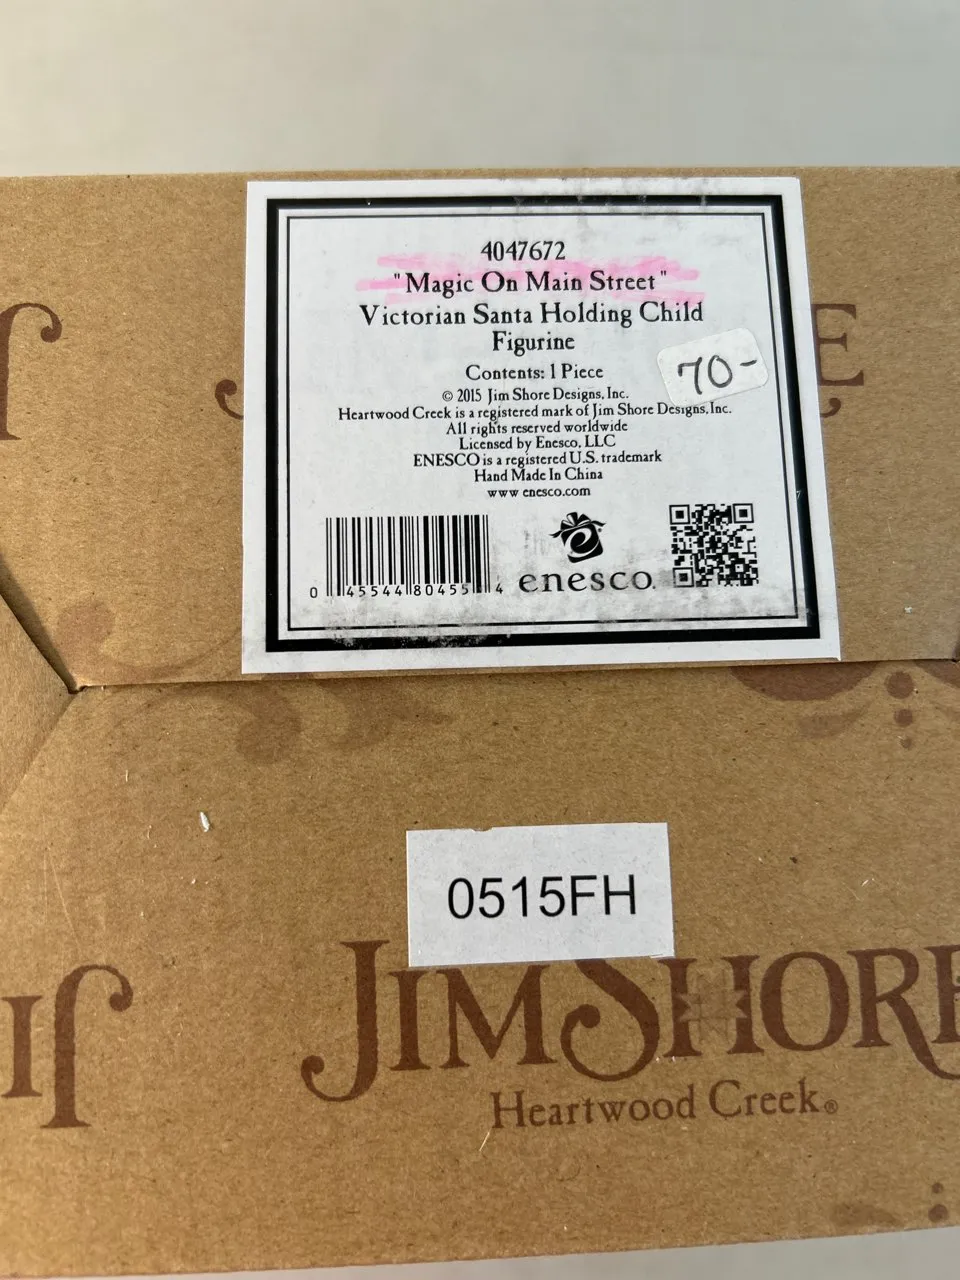 4047672
"Magic On Main Street"
Victorian Santa Holding Child
Figurine
Contents: 1 Piece
70-
© 2015 Jim Shore Designs, Inc.
Heartwood Creek is a registered mark of Jim Shore Designs, Inc.
All rights reserved worldwide
Licensed by Enesco, LLC
ENESCO is a registered U.S. trademark
Hand Made In China
www enesco.com
0 45544 80455 4
enesco.
0515FH
JIM SHORE
Heartwood Creek®